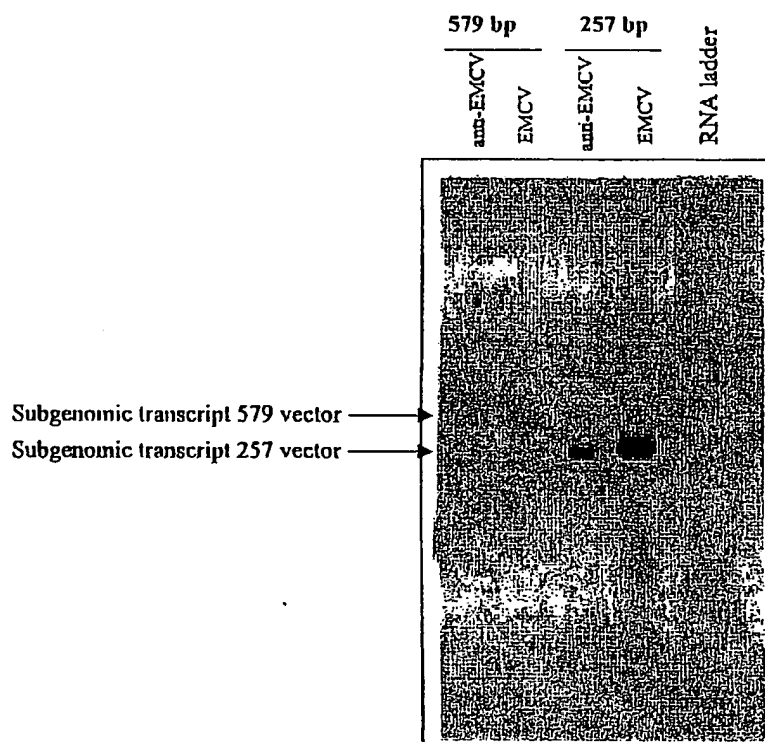 579 bp 257 bp
anti-EMCV
EMCV
anti-EMCV
EMCV
RNA ladder
Subgenomic transcript 579 vector
Subgenomic transcript 257 vector